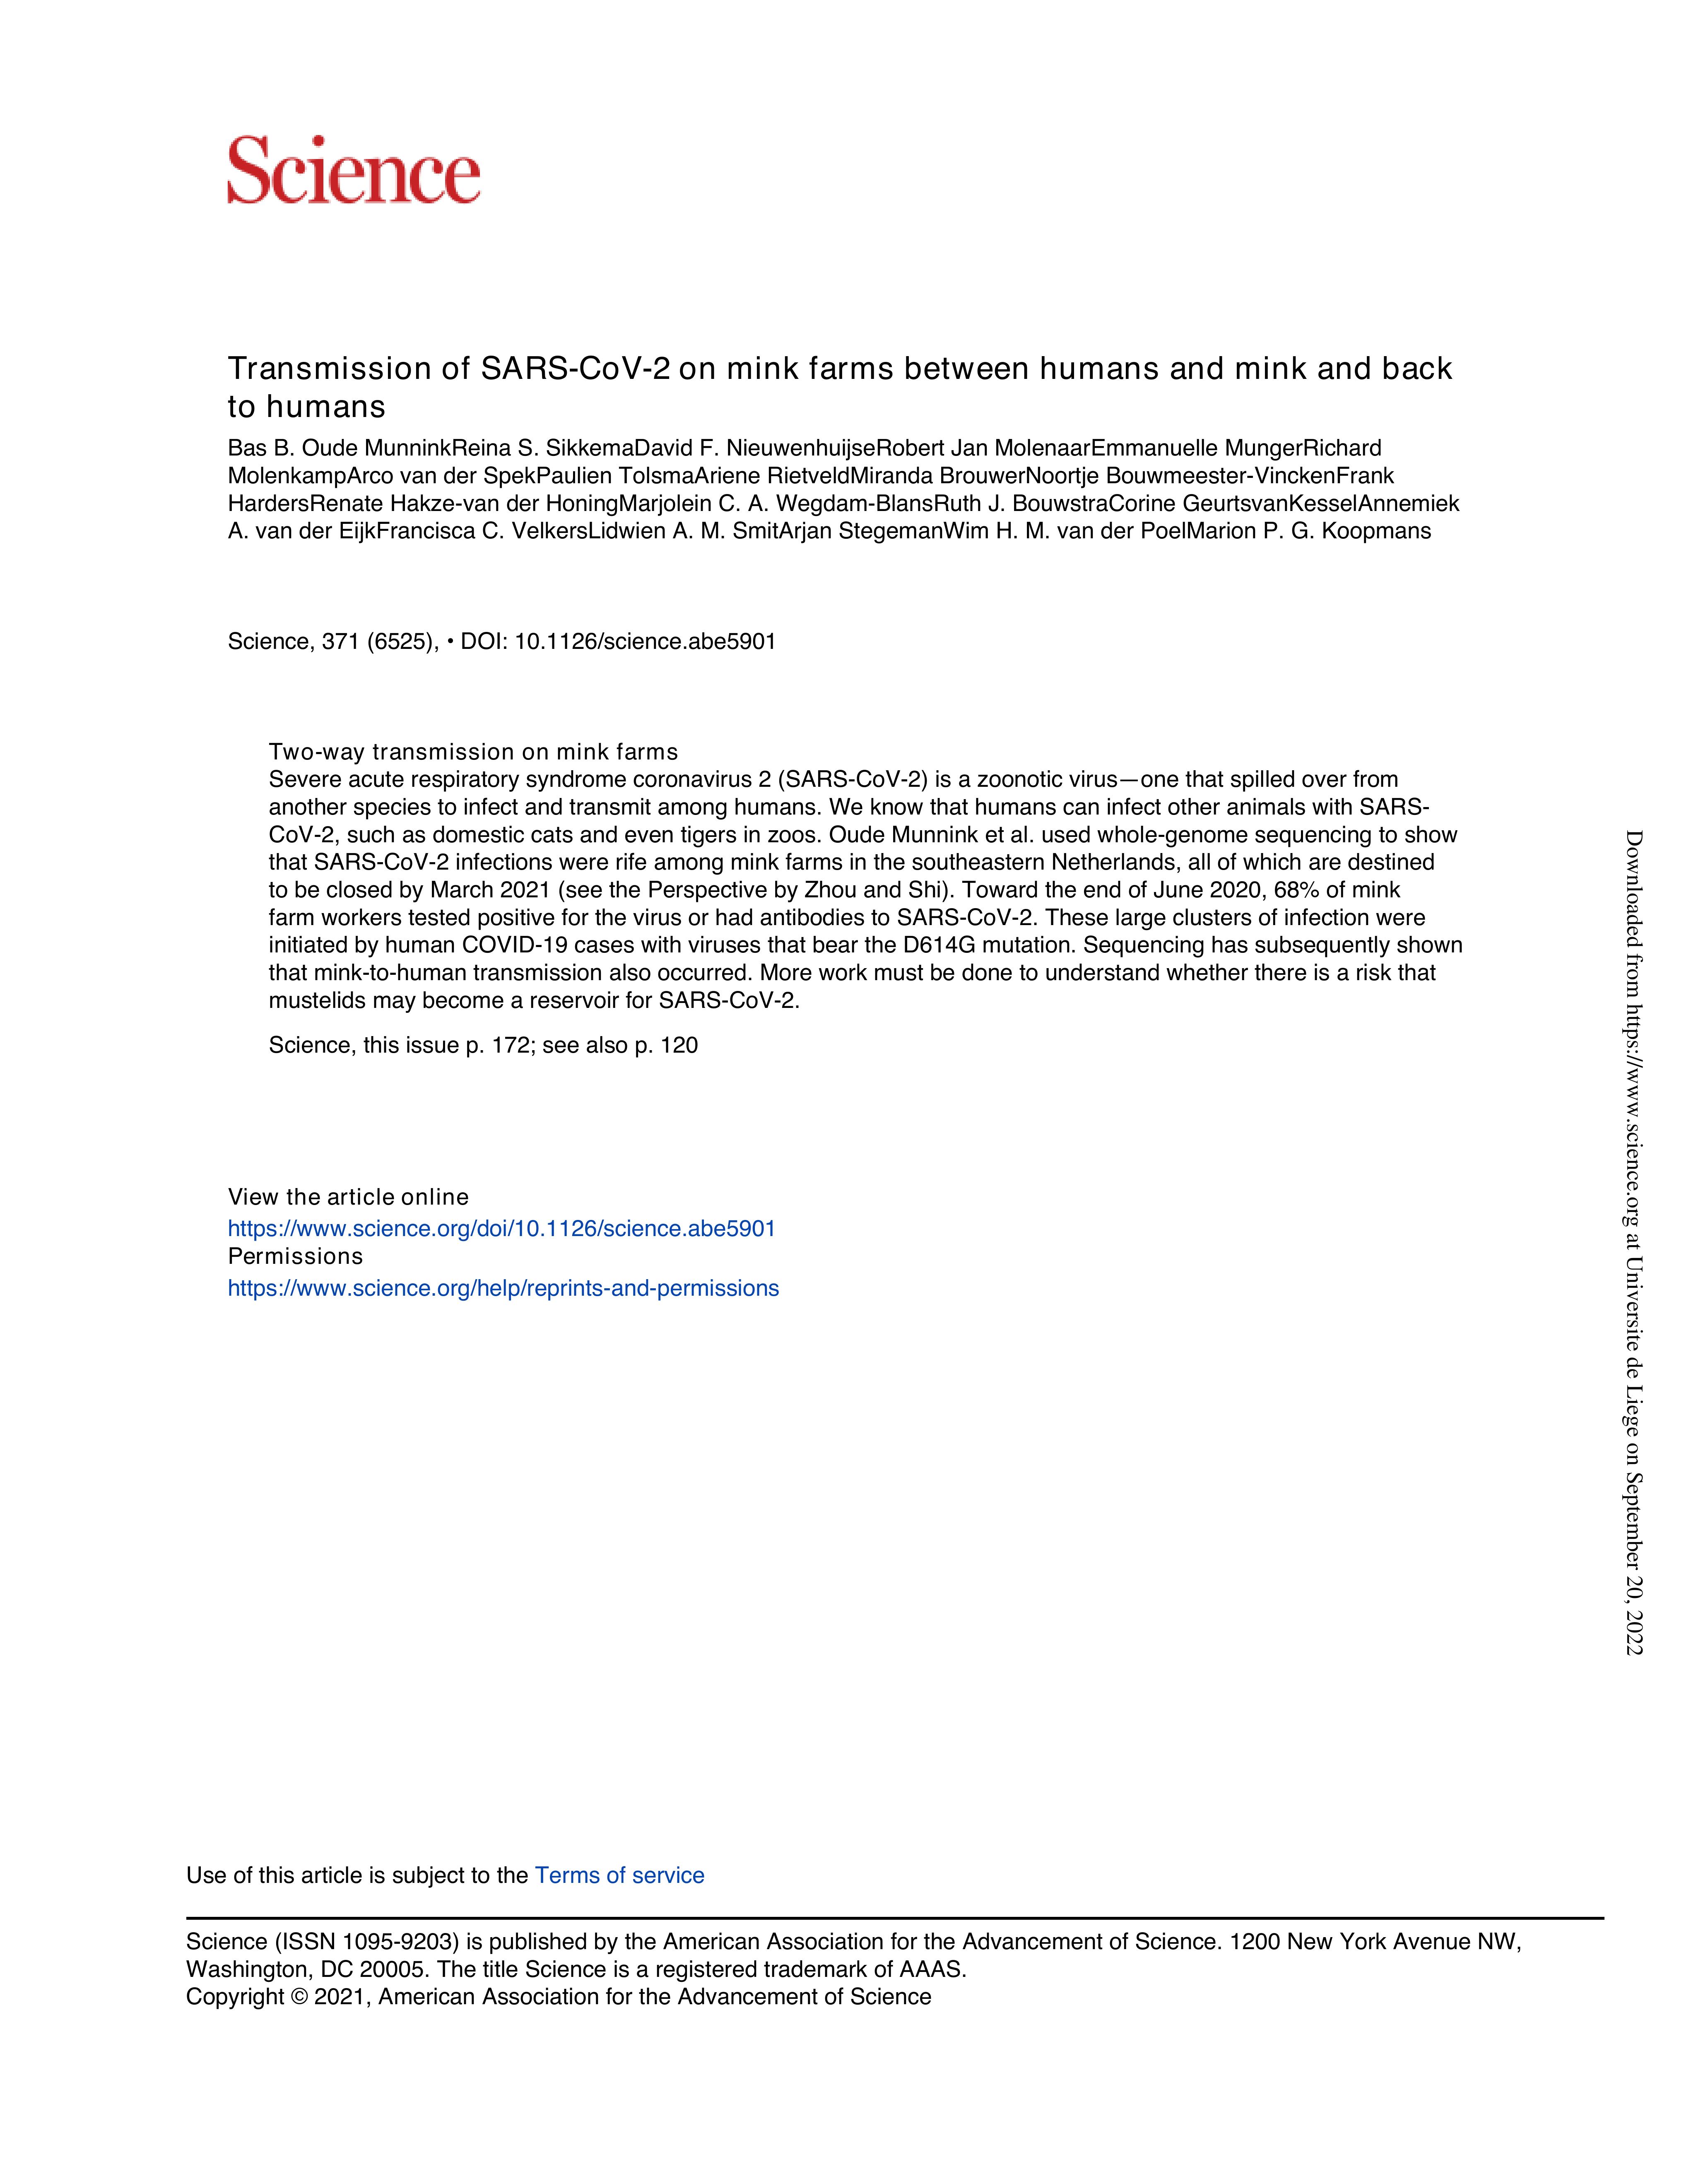 Science
Transmission of SARS-CoV-2 on mink farms between humans and mink and back
to humans
Bas B. Oude MunninkReina S. SikkemaDavid F. NieuwenhuijseRobert Jan MolenaarEmmanuelle MungerRichard
MolenkampArco van der SpekPaulien TolsmaAriene RietveldMiranda BrouwerNoortje Bouwmeester-VinckenFrank
HardersRenate Hakze-van der HoningMarjolein C. A. Wegdam-BlansRuth J. BouwstraCorine GeurtsvanKesselAnnemiek
A. van der EijkFrancisca C. VelkersLidwien A. M. SmitArjan StegemanWim H. M. van der PoelMarion P. G. Koopmans
Science, 371 (6525), • DOI: 10.1126/science.abe5901
Two-way transmission on mink farms
Severe acute respiratory syndrome coronavirus 2 (SARS-CoV-2) is a zoonotic virus—one that spilled over from
another species to infect and transmit among humans. We know that humans can infect other animals with SARS-
CoV-2, such as domestic cats and even tigers in zoos. Oude Munnink et al. used whole-genome sequencing to show
that SARS-CoV-2 infections were rife among mink farms in the southeastern Netherlands, all of which are destined
to be closed by March 2021 (see the Perspective by Zhou and Shi). Toward the end of June 2020, 68% of mink
farm workers tested positive for the virus or had antibodies to SARS-CoV-2. These large clusters of infection were
initiated by human COVID-19 cases with viruses that bear the D614G mutation. Sequencing has subsequently shown
that mink-to-human transmission also occurred. More work must be done to understand whether there is a risk that
mustelids may become a reservoir for SARS-CoV-2.
Science, this issue p. 172; see also p. 120
View the article online
https://www.science.org/doi/10.1126/science.abe5901
Permissions
https://www.science.org/help/reprints-and-permissions
Use of this article is subject to the Terms of service
Science (ISSN 1095-9203) is published by the American Association for the Advancement of Science. 1200 New York Avenue NW,
Washington, DC 20005. The title Science is a registered trademark of AAAS.
Copyright © 2021, American Association for the Advancement of Science
Downloaded from https://www.science.org at Universite de Liege on September 20, 2022